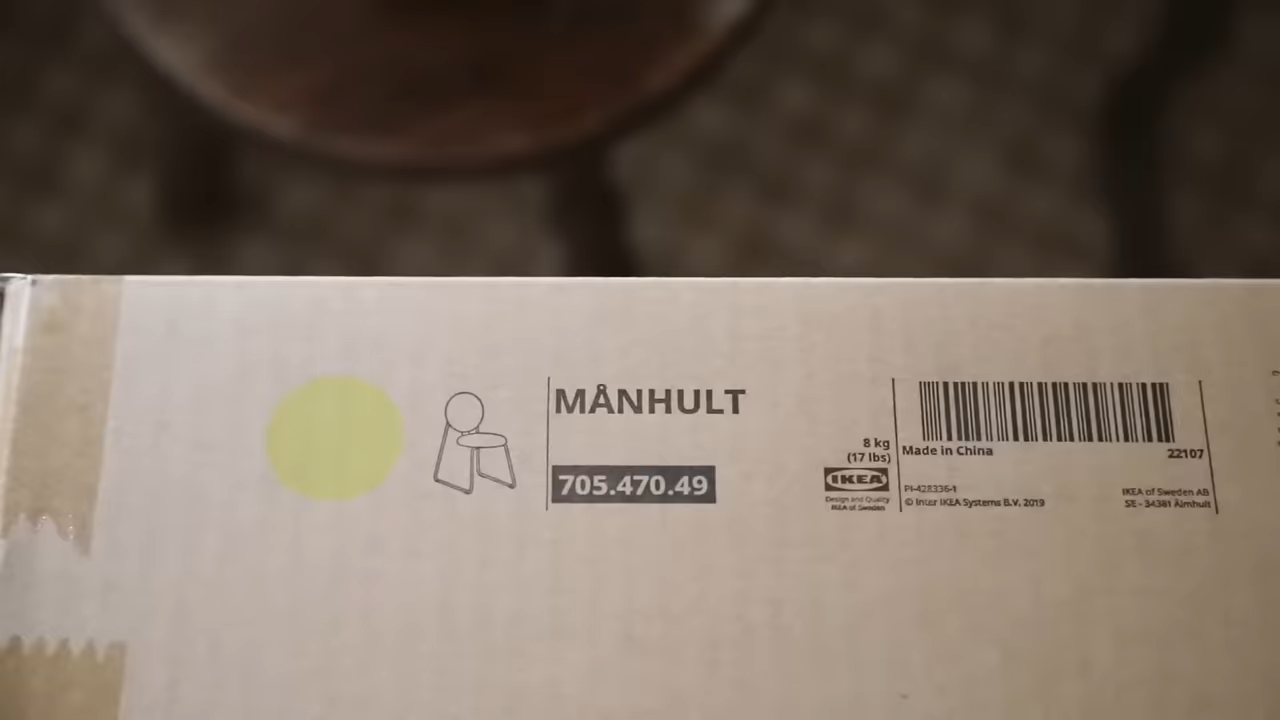 MÅNHULT
705.470.49
8 kg
(17 lbs)
IKEA
Design and Quality
IKEA of Sweden
Made in China
22107
PI-428336-1
© Inter IKEA Systems B.V. 2019
IKEA of Sweden AB
SE - 34381 Älmhult